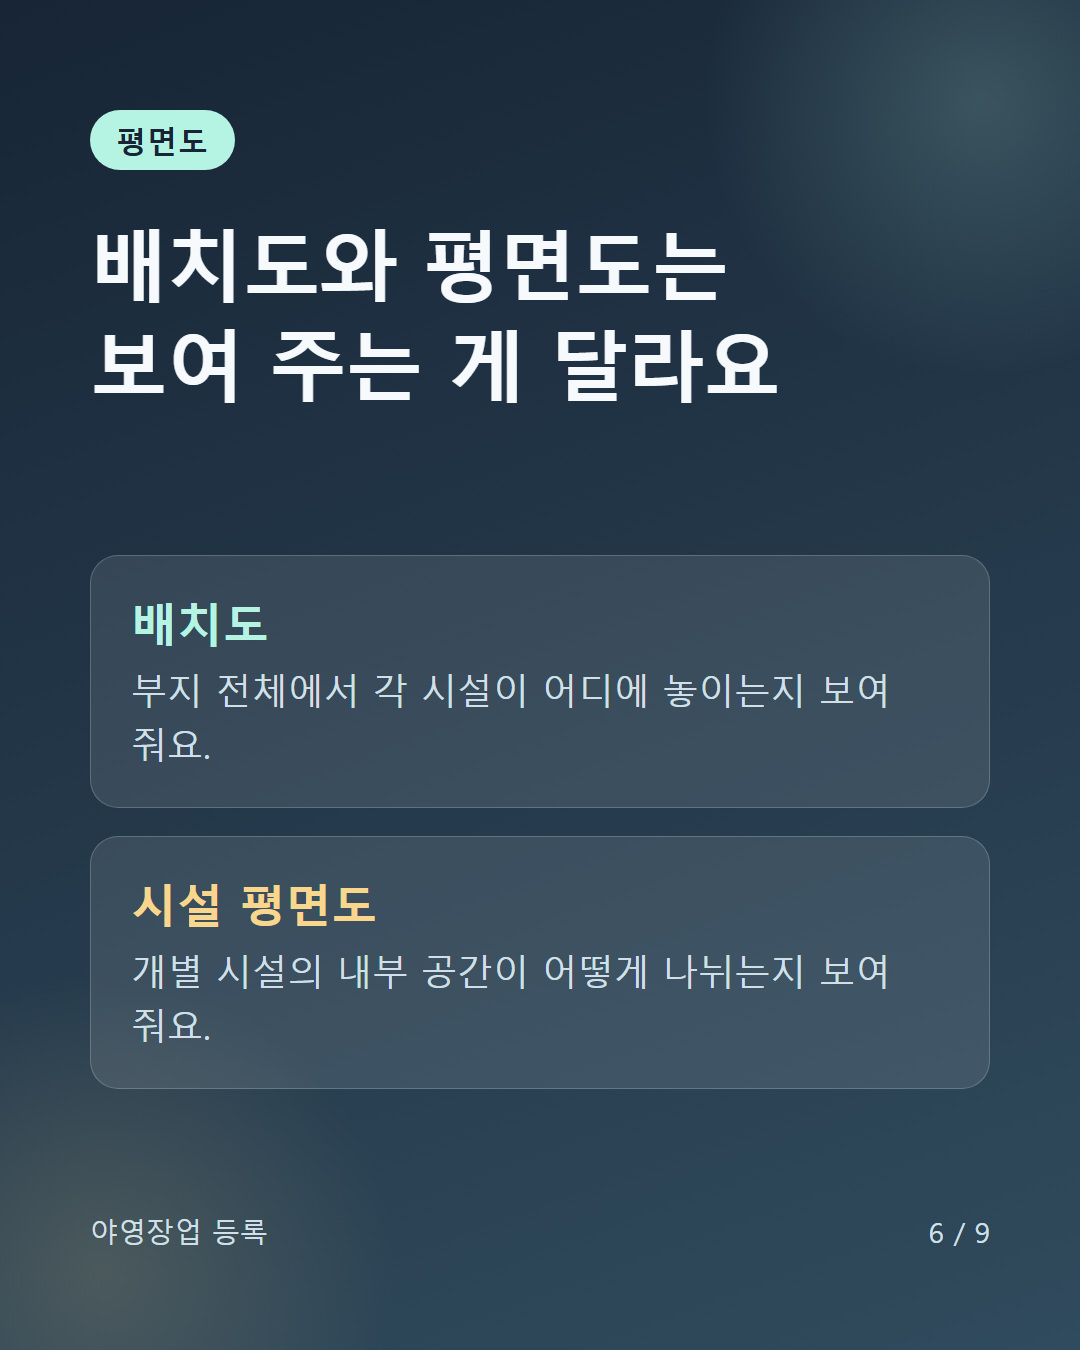 평면도
배치도와 평면도는
보여 주는 게 달라요
배치도
부지 전체에서 각 시설이 어디에 놓이는지 보여
줘요.
시설 평면도
개별 시설의 내부 공간이 어떻게 나뉘는지 보여
줘요.
야영장업 등록
6 / 9